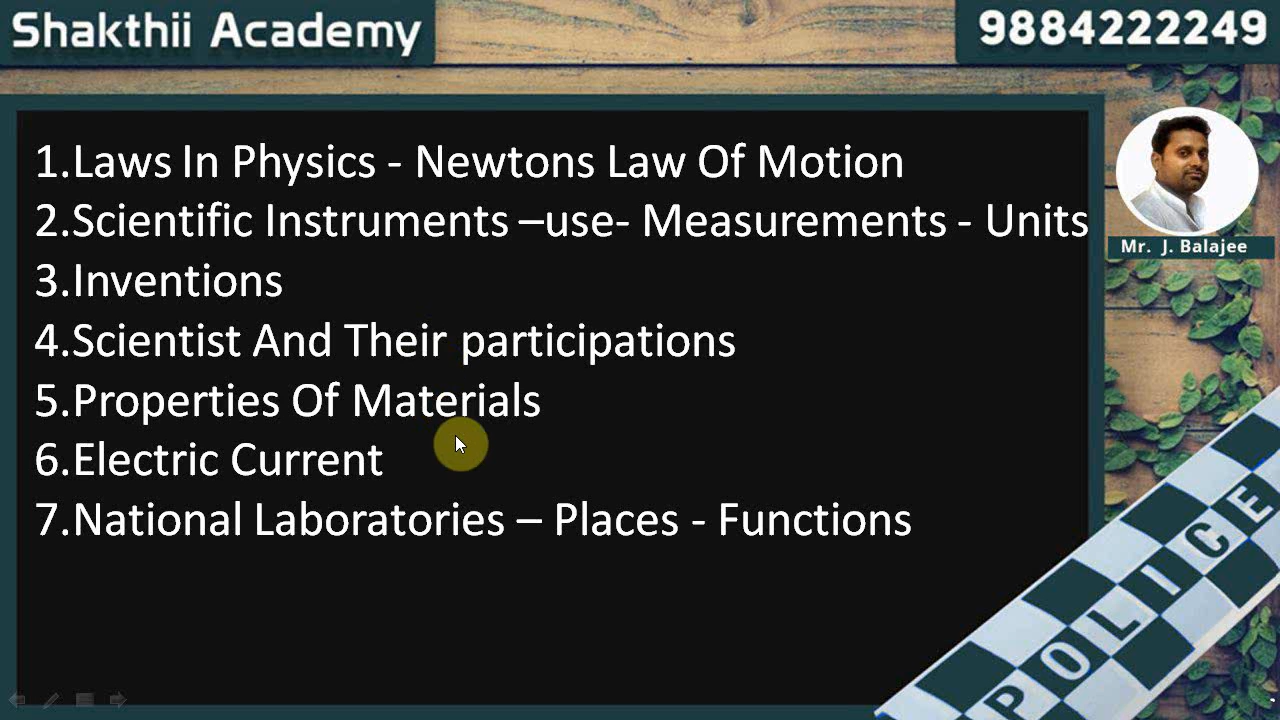 Shakthii Academy
9884222249
1.Laws In Physics - Newtons Law Of Motion
2.Scientific Instruments –use- Measurements - Units
3.Inventions
4.Scientist And Their participations
5.Properties Of Materials
6.Electric Current
7.National Laboratories – Places - Functions
Mr. J. Balajee
POLICE